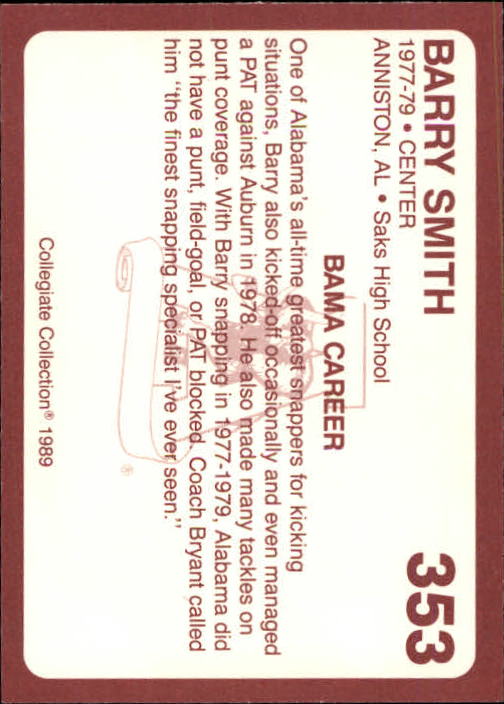 BARRY SMITH 353
1977-79 • CENTER
ANNISTON, AL • Saks High School
BAMA CAREER
One of Alabama's all-time greatest snappers for kicking
situations, Barry also kicked-off occasionally and even managed
a PAT against Auburn in 1978. He also made many tackles on
punt coverage. With Barry snapping in 1977-1979, Alabama did
not have a punt, field-goal, or PAT blocked. Coach Bryant called
him "the finest snapping specialist I've ever seen."
®
Collegiate Collection® 1989